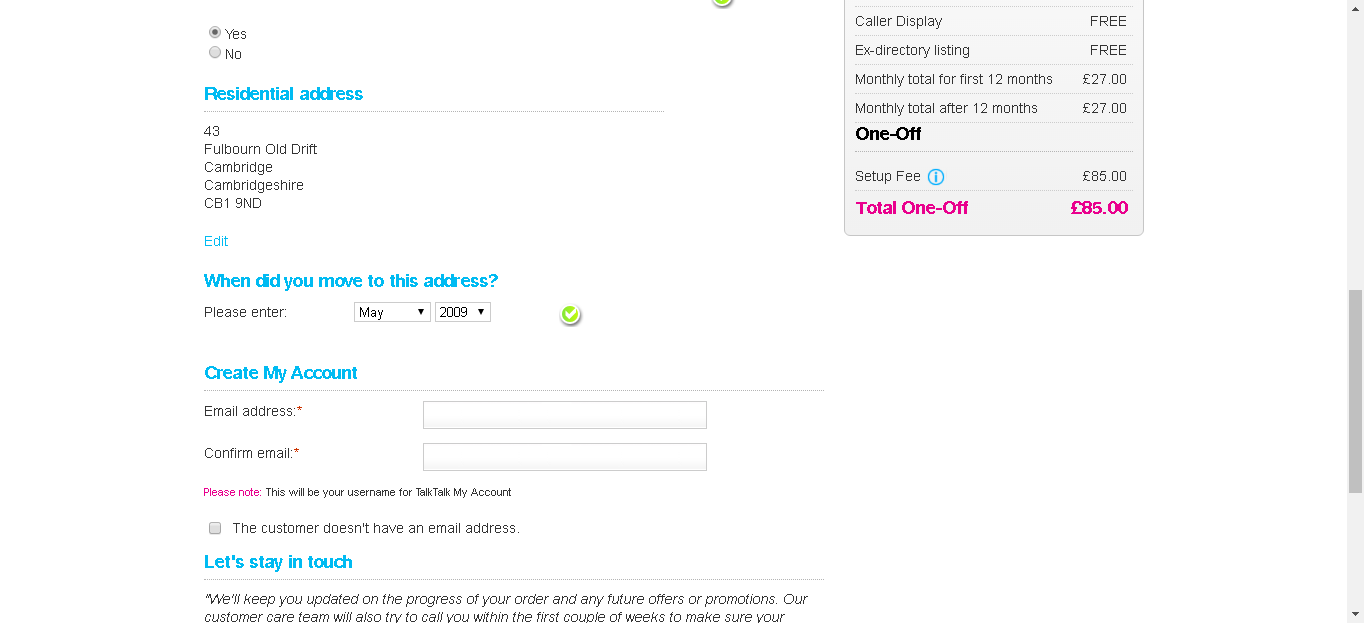 Yes
No
Residential address
43
Fulbourn Old Drift
Cambridge
Cambridgeshire
CB1 9ND
Edit
When did you move to this address?
Please enter: May 2009
Create My Account
Email address:*
Confirm email:*
Please note: This will be your username for TalkTalk My Account
The customer doesn't have an email address.
Let's stay in touch
"We'll keep you updated on the progress of your order and any future offers or promotions. Our
customer care team will also try to call you within the first couple of weeks to make sure your
Caller Display FREE
Ex-directory listing FREE
Monthly total for first 12 months £27.00
Monthly total after 12 months £27.00
One-Off
Setup Fee £85.00
Total One-Off £85.00